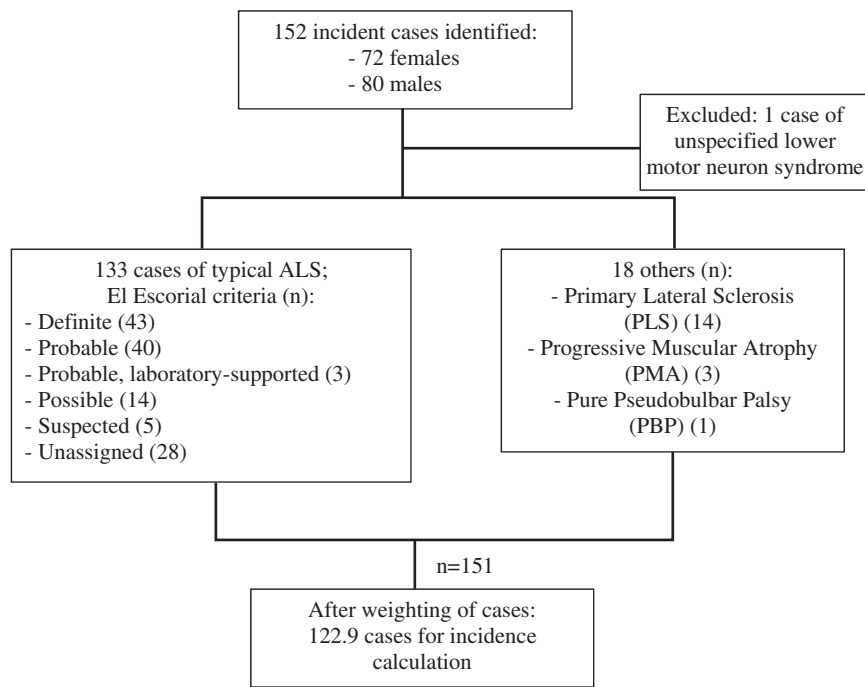 152 incident cases identified:
- 72 females
- 80 males
Excluded: 1 case of
unspecified lower
motor neuron syndrome
133 cases of typical ALS;
El Escorial criteria (n):
- Definite (43)
- Probable (40)
- Probable, laboratory-supported (3)
- Possible (14)
- Suspected (5)
- Unassigned (28)
18 others (n):
- Primary Lateral Sclerosis
(PLS) (14)
- Progressive Muscular Atrophy
(PMA) (3)
- Pure Pseudobulbar Palsy
(PBP) (1)
n=151
After weighting of cases:
122.9 cases for incidence
calculation